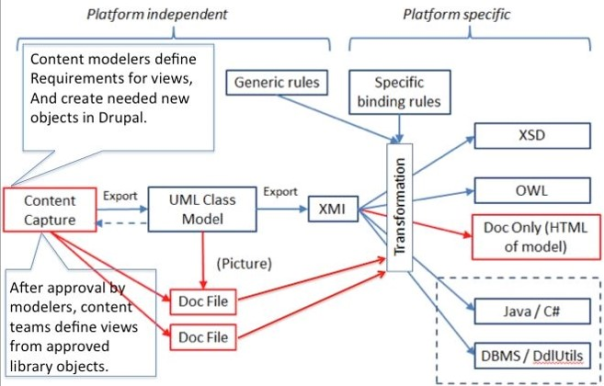 Platform independent
Platform specific
Content modelers define
Requirements for views,
And create needed new
objects in Drupal.
Generic rules
Specific
binding rules
XSD
Transformation
Content
Capture
Export
UML Class
Model
Export
XMI
OWL
Doc Only (HTML
of model)
(Picture)
After approval by
modelers, content
teams define views
from approved
library objects.
Doc File
Doc File
Java / C#
DBMS / DdlUtils